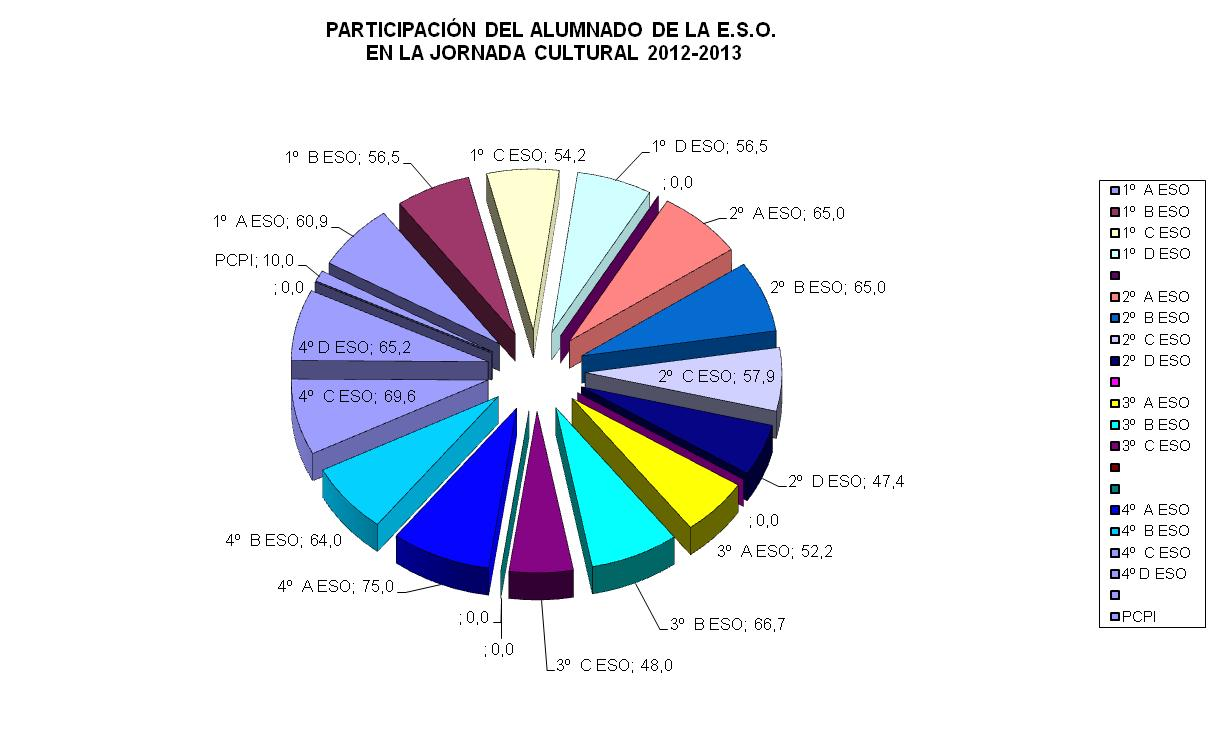 PARTICIPACIÓN DEL ALUMNADO DE LA E.S.O.
EN LA JORNADA CULTURAL 2012-2013
1º A ESO; 60,9
1º B ESO; 56,5
1º C ESO; 54,2
1º D ESO; 56,5
; 0,0
2º A ESO; 65,0
2º B ESO; 65,0
2º C ESO; 57,9
2º D ESO; 47,4
; 0,0
3º A ESO; 52,2
3º B ESO; 66,7
3º C ESO; 48,0
; 0,0
; 0,0
4º A ESO; 75,0
4º B ESO; 64,0
4º C ESO; 69,6
4º D ESO; 65,2
; 0,0
PCPI; 10,0
1º A ESO
1º B ESO
1º C ESO
1º D ESO
2º A ESO
2º B ESO
2º C ESO
2º D ESO
3º A ESO
3º B ESO
3º C ESO
4º A ESO
4º B ESO
4º C ESO
4º D ESO
PCPI